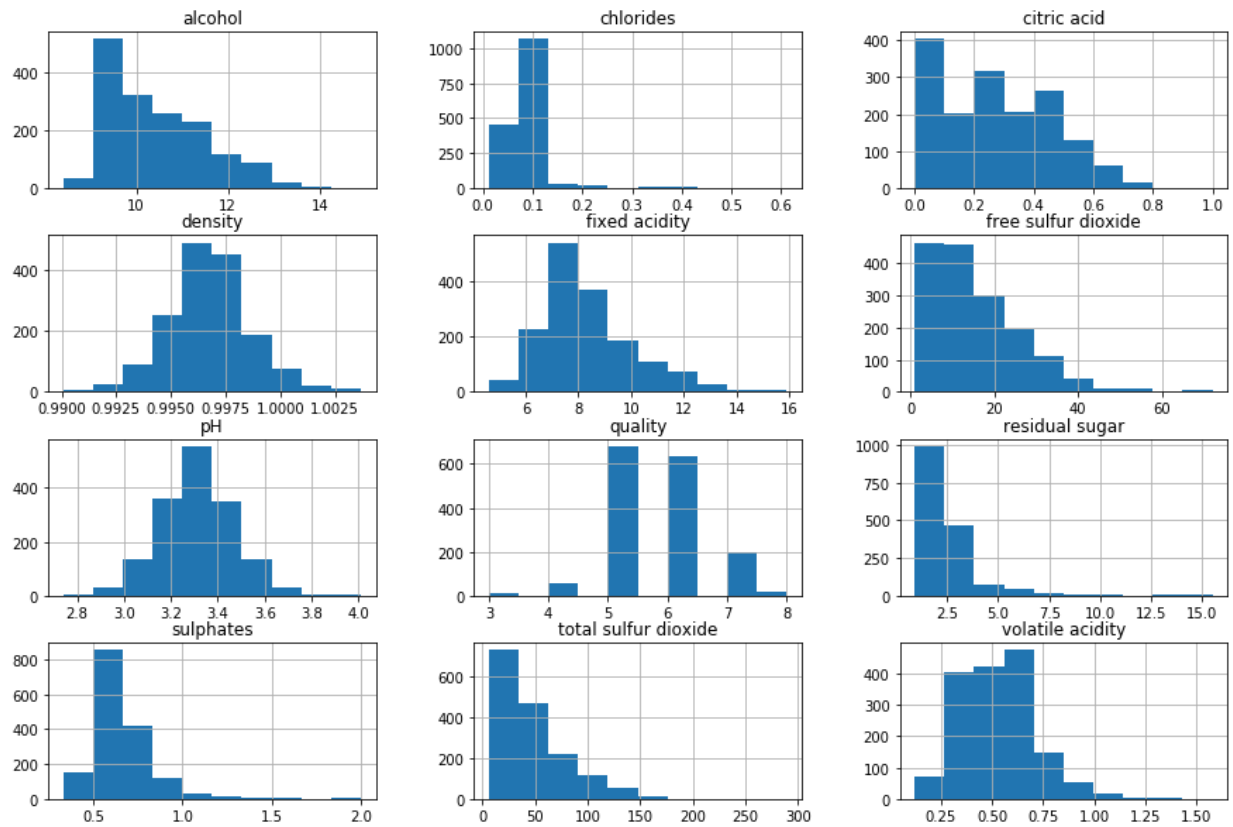 alcohol
400
200
0
10 12 14
chlorides
1000
750
500
250
0
0.0 0.1 0.2 0.3 0.4 0.5 0.6
citric acid
400
300
200
100
0
0.0 0.2 0.4 0.6 0.8 1.0
density
400
200
0
0.9900 0.9925 0.9950 0.9975 1.0000 1.0025
fixed acidity
400
200
0
6 8 10 12 14 16
free sulfur dioxide
400
300
200
100
0
0 20 40 60
pH
400
200
0
2.8 3.0 3.2 3.4 3.6 3.8 4.0
quality
600
400
200
0
3 4 5 6 7 8
residual sugar
1000
750
500
250
0
2.5 5.0 7.5 10.0 12.5 15.0
sulphates
800
600
400
200
0
0.5 1.0 1.5 2.0
total sulfur dioxide
600
400
200
0
0 50 100 150 200 250 300
volatile acidity
400
300
200
100
0
0.25 0.50 0.75 1.00 1.25 1.50